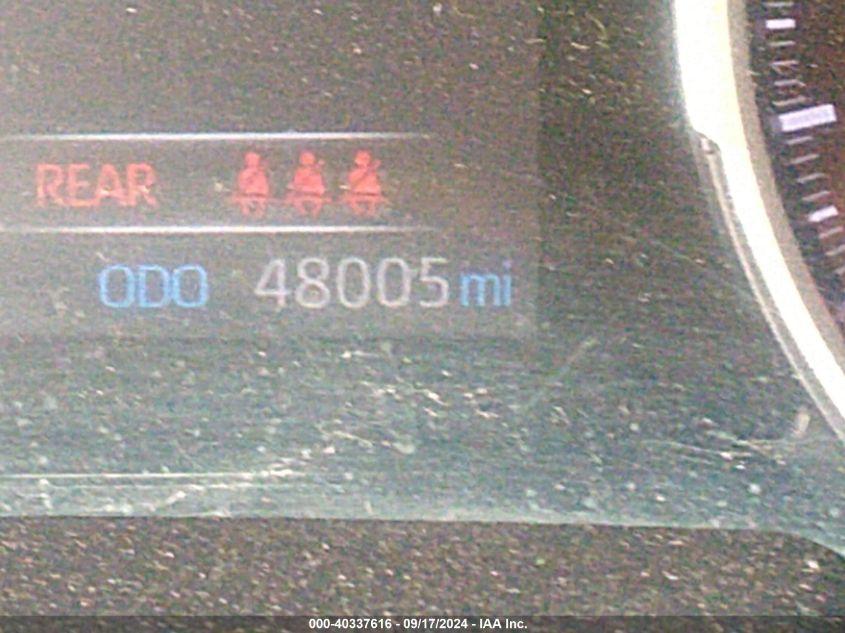 REAR
ODO 48005 mi
000-40337616 - 09/17/2024 - IAA Inc.